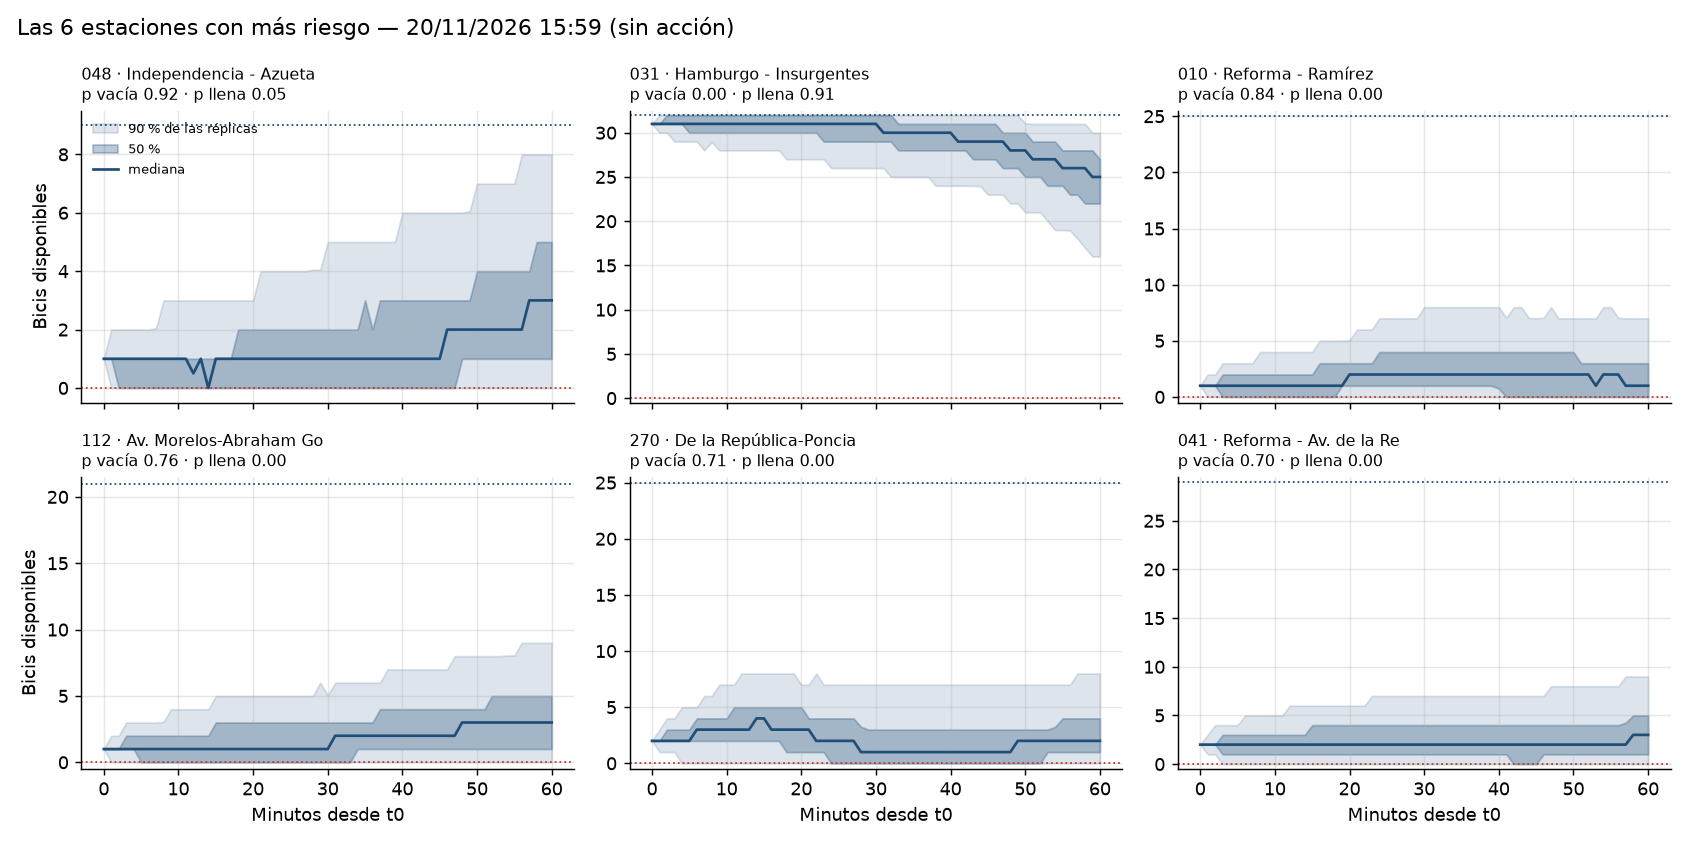 Las 6 estaciones con más riesgo — 20/11/2026 15:59 (sin acción)
048 · Independencia - Azueta
p vacía 0.92 · p llena 0.05
90 % de las réplicas
50 %
mediana
Bicis disponibles
8
6
4
2
0
031 · Hamburgo - Insurgentes
p vacía 0.00 · p llena 0.91
30
25
20
15
10
5
0
010 · Reforma - Ramírez
p vacía 0.84 · p llena 0.00
25
20
15
10
5
0
112 · Av. Morelos-Abraham Go
p vacía 0.76 · p llena 0.00
Bicis disponibles
20
15
10
5
0
0 10 20 30 40 50 60
Minutos desde t0
270 · De la República-Poncia
p vacía 0.71 · p llena 0.00
25
20
15
10
5
0
0 10 20 30 40 50 60
Minutos desde t0
041 · Reforma - Av. de la Re
p vacía 0.70 · p llena 0.00
25
20
15
10
5
0
0 10 20 30 40 50 60
Minutos desde t0